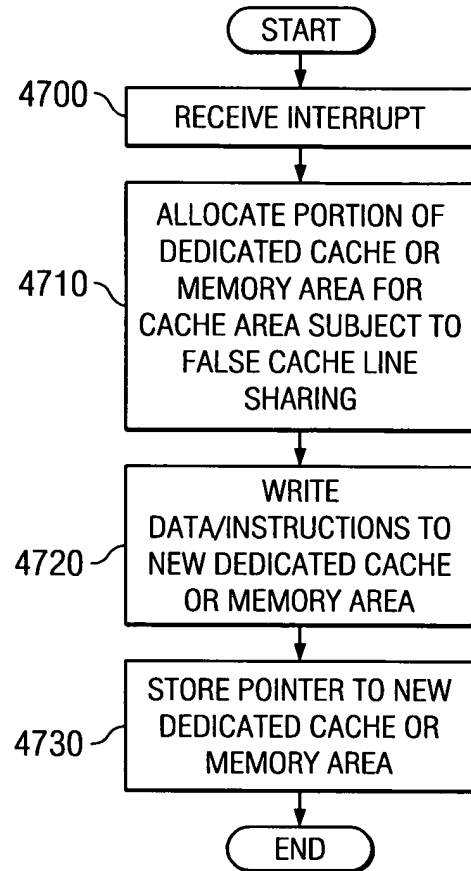 START
4700
RECEIVE INTERRUPT
4710
ALLOCATE PORTION OF
DEDICATED CACHE OR
MEMORY AREA FOR
CACHE AREA SUBJECT TO
FALSE CACHE LINE
SHARING
4720
WRITE
DATA/INSTRUCTIONS TO
NEW DEDICATED CACHE
OR MEMORY AREA
4730
STORE POINTER TO NEW
DEDICATED CACHE OR
MEMORY AREA
END